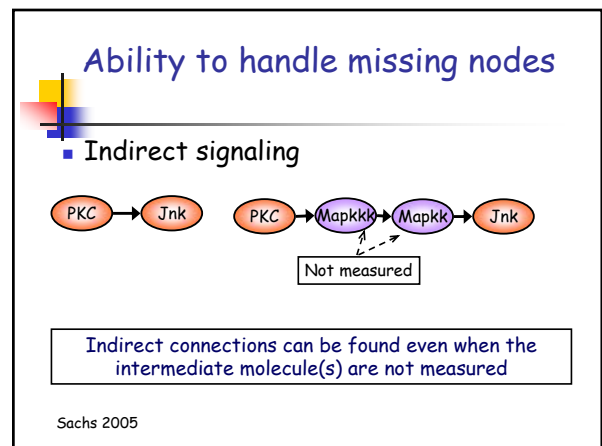 Ability to handle missing nodes
Indirect signaling
PKC Jnk PKC Mapkkk Mapkk Jnk
Not measured
Indirect connections can be found even when the
intermediate molecule(s) are not measured
Sachs 2005